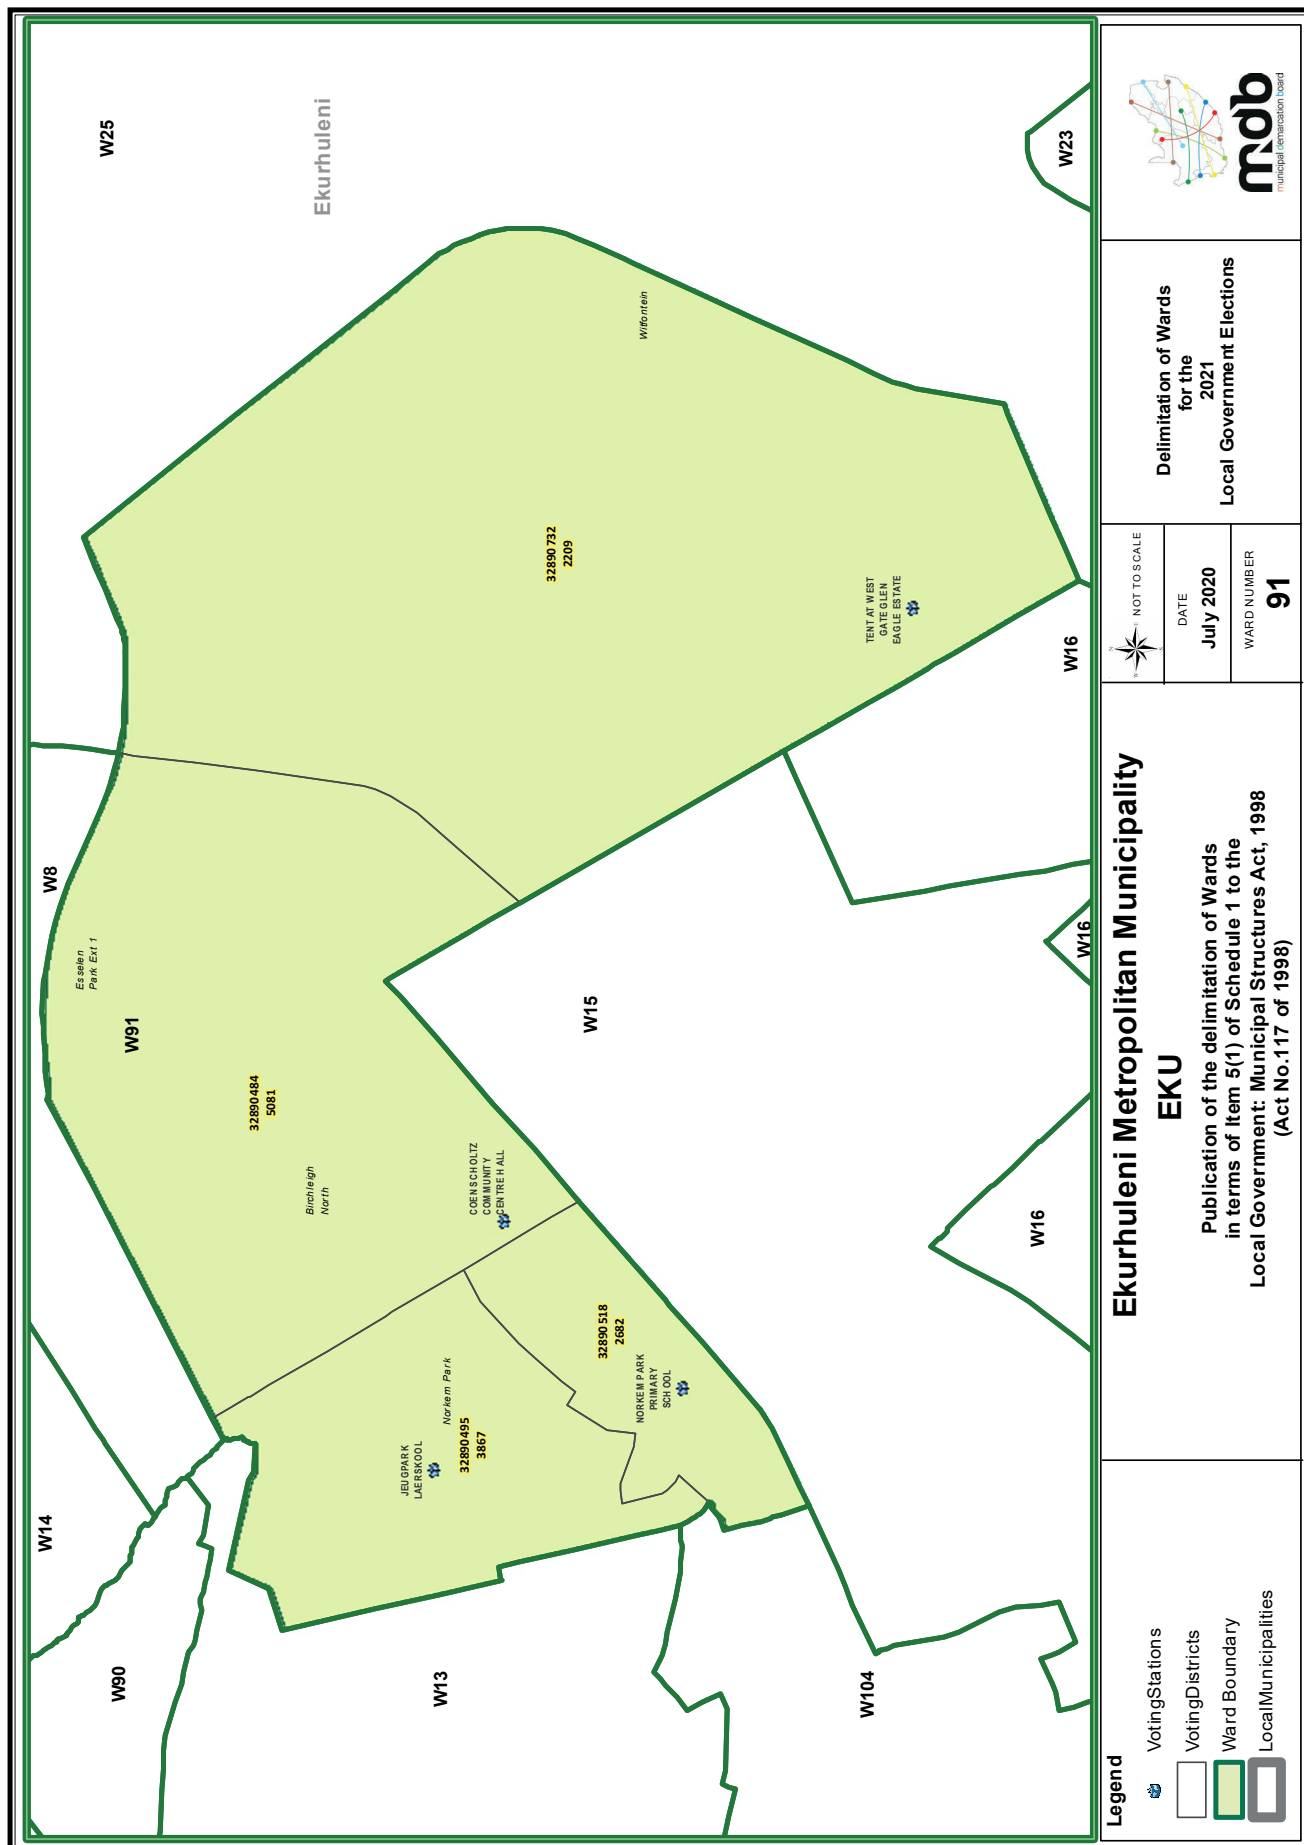 W14
W8
W25
Ekurhuleni
W90
Esselen
Park Ext 1
W91
32890484
5081
Birchleigh
North
JEUGPARK
LAERSKOOL
Norkem Park
32890495
3867
COEN SCHOLTZ
COMMUNITY
CENTRE HALL
32890732
2209
Witfontein
W13
32890518
2682
NORKEM PARK
PRIMARY
SCHOOL
W15
TENT AT WEST
GATE GLEN
EAGLE ESTATE
W104
W16
W16
W16
W23
Legend
VotingStations
VotingDistricts
Ward Boundary
LocalMunicipalities
Ekurhuleni Metropolitan Municipality
EKU
Publication of the delimitation of Wards
in terms of Item 5(1) of Schedule 1 to the
Local Government: Municipal Structures Act, 1998
(Act No.117 of 1998)
N
W
E
S
NOT TO SCALE
DATE
July 2020
WARD NUMBER
91
Delimitation of Wards
for the
2021
Local Government Elections
mdb
municipal demarcation board